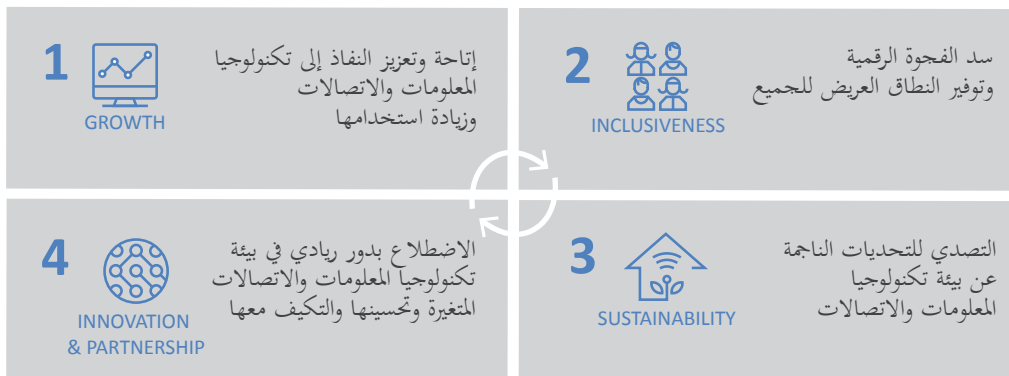 1
GROWTH
إتاحة وتعزيز النفاذ إلى تكنولوجيا
المعلومات والاتصالات
وزيادة استخدامها
2
INCLUSIVENESS
سد الفجوة الرقمية
وتوفير النطاق العريض للجميع
3
SUSTAINABILITY
التصدي للتحديات الناجمة
عن بيئة تكنولوجيا
المعلومات والاتصالات
4
INNOVATION
& PARTNERSHIP
الاضطلاع بدور ريادي في بيئة
تكنولوجيا المعلومات والاتصالات
المتغيرة وتحسينها والتكيف معها